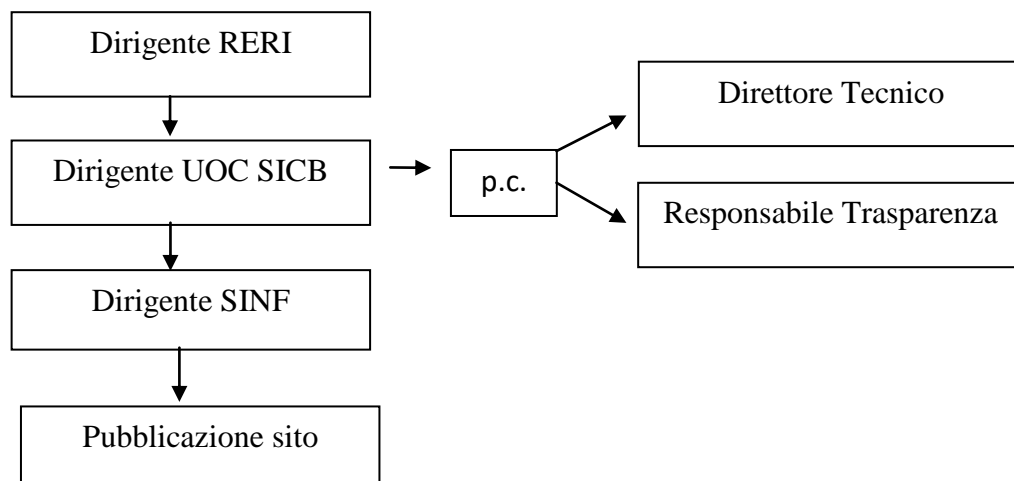 Dirigente RERI
Dirigente UOC SICB
Dirigente SINF
Pubblicazione sito
p.c.
Direttore Tecnico
Responsabile Trasparenza